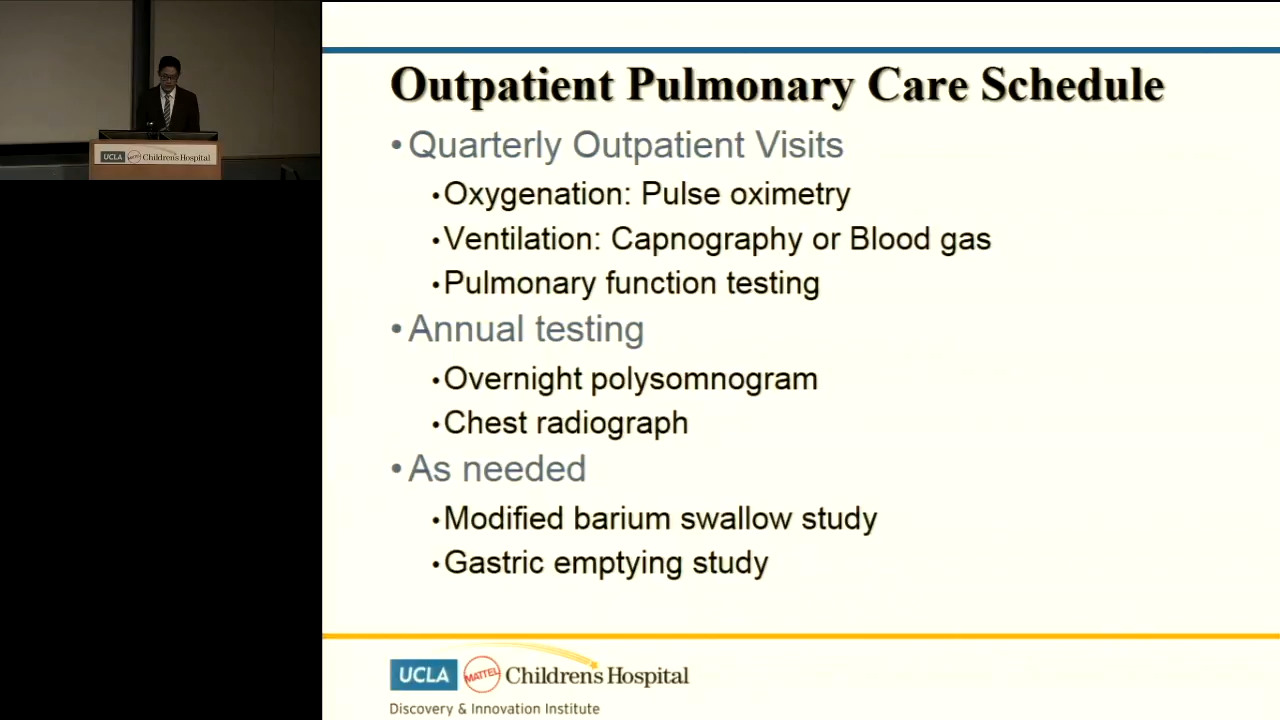 Outpatient Pulmonary Care Schedule
•Quarterly Outpatient Visits
•Oxygenation: Pulse oximetry
•Ventilation: Capnography or Blood gas
•Pulmonary function testing
•Annual testing
•Overnight polysomnogram
•Chest radiograph
•As needed
•Modified barium swallow study
•Gastric emptying study
UCLA MATTEL Children's Hospital
Discovery & Innovation Institute
UCLA Children's Hospital